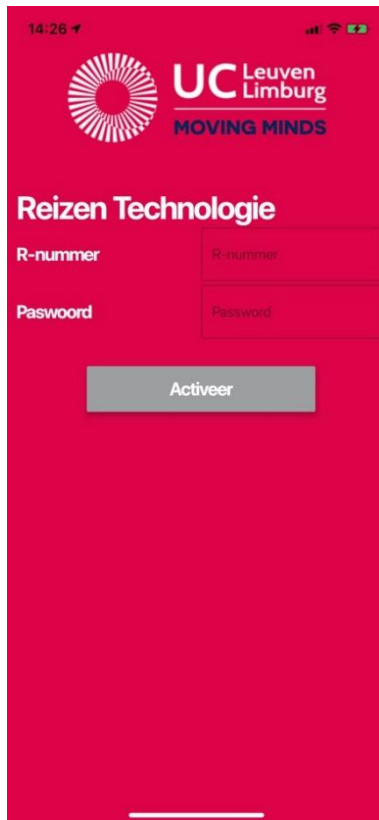 14:26
UC Leuven
Limburg
MOVING MINDS
Reizen Technologie
R-nummer R-nummer
Paswoord Password
Activeer